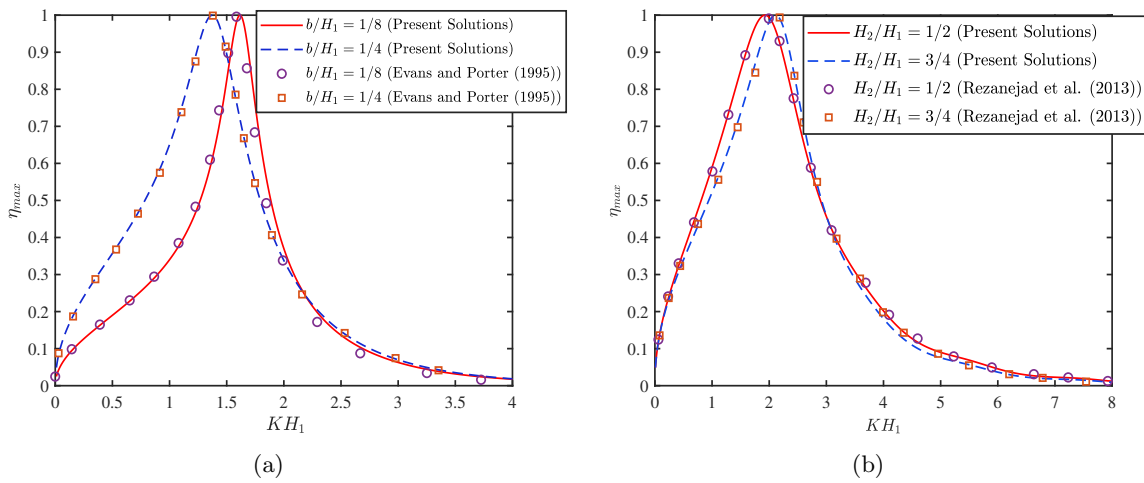 b/H₁ = 1/8 (Present Solutions)
b/H₁ = 1/4 (Present Solutions)
b/H₁ = 1/8 (Evans and Porter (1995))
b/H₁ = 1/4 (Evans and Porter (1995))
1
0.9
0.8
0.7
0.6
0.5
0.4
0.3
0.2
0.1
0
ηmax
0 0.5 1 1.5 2 2.5 3 3.5 4
KH₁
(a)
H₂/H₁ = 1/2 (Present Solutions)
H₂/H₁ = 3/4 (Present Solutions)
H₂/H₁ = 1/2 (Rezanejad et al. (2013))
H₂/H₁ = 3/4 (Rezanejad et al. (2013))
1
0.9
0.8
0.7
0.6
0.5
0.4
0.3
0.2
0.1
0
ηmax
0 1 2 3 4 5 6 7 8
KH₁
(b)